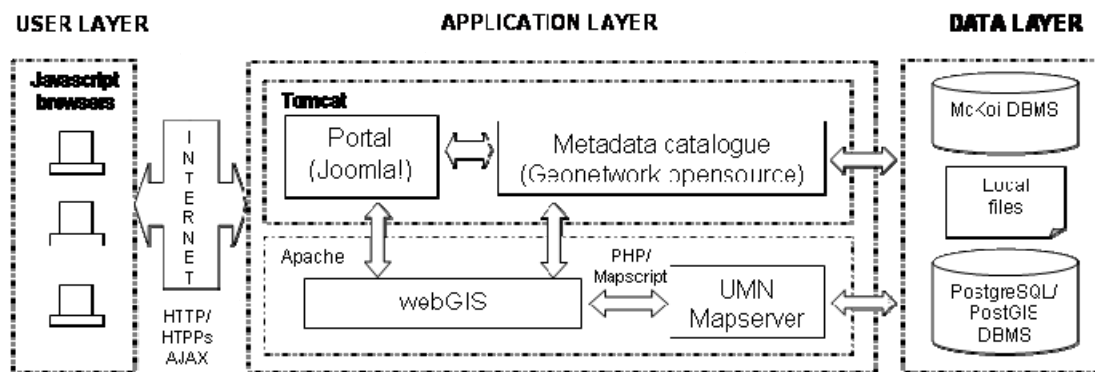 USER LAYER
APPLICATION LAYER
DATA LAYER
Javascript
browsers
INTERNET
HTTP/
HTPPs
AJAX
Tomcat
Portal
(Joomla!)
Metadata catalogue
(Geonetwork opensource)
Apache
webGIS
PHP/
Mapscript
UMN
Mapserver
McKoi DBMS
Local
files
PostgreSQL/
PostGIS
DBMS